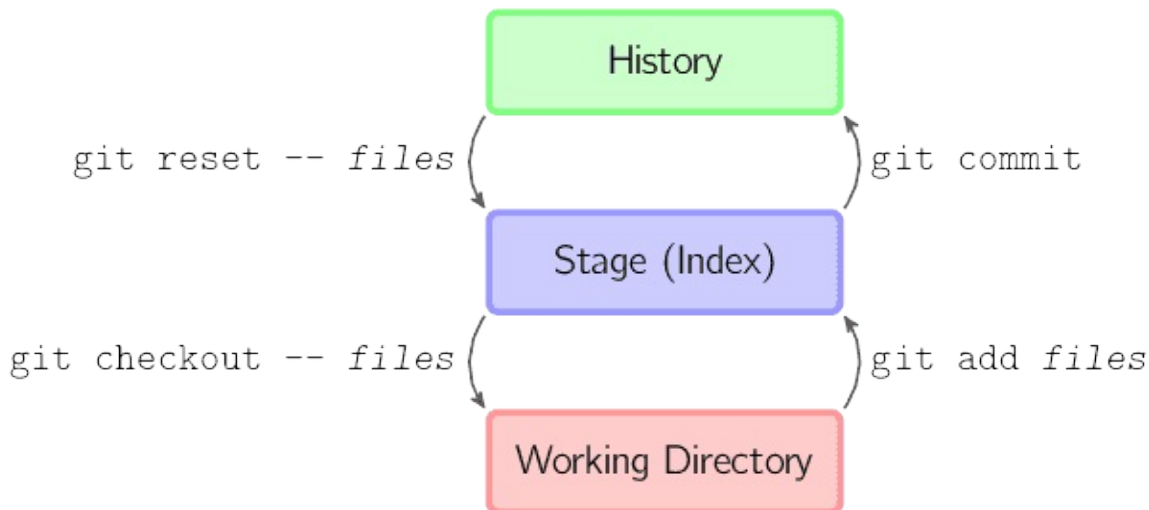 History
git reset -- files
git commit
Stage (Index)
git checkout -- files
git add files
Working Directory